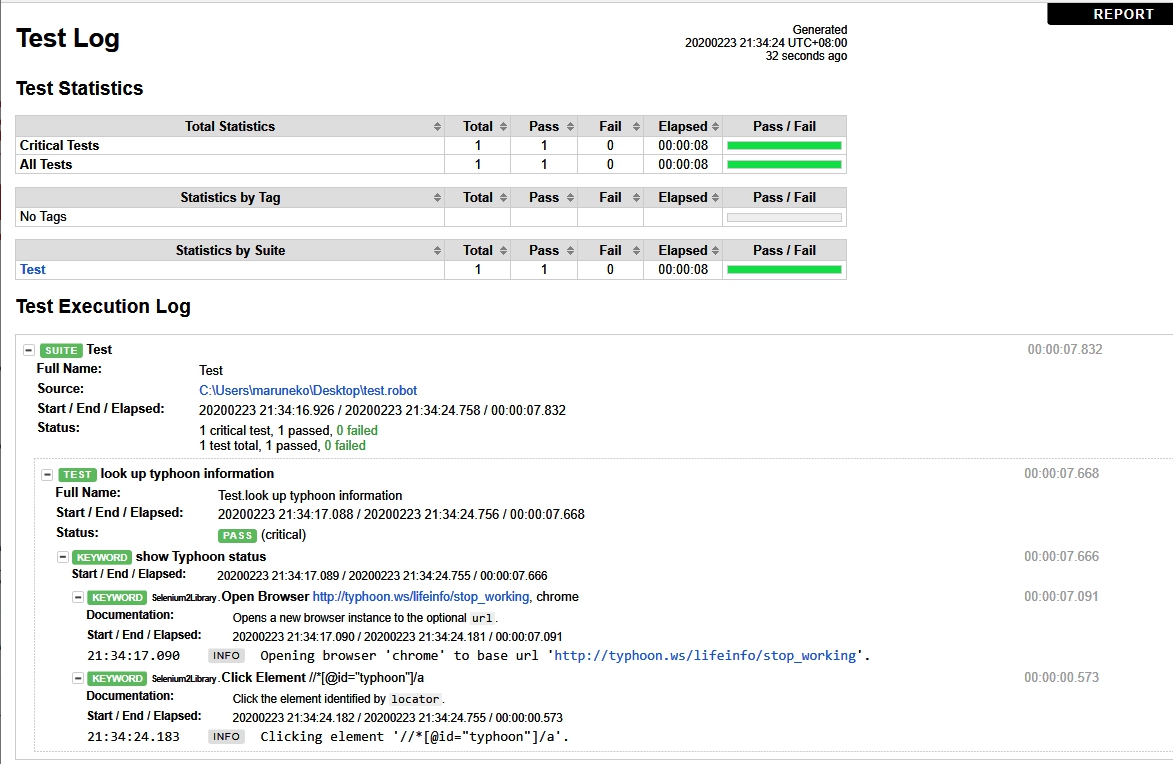 REPORT
Test Log
Generated
20200223 21:34:24 UTC+08:00
32 seconds ago
Test Statistics
Total Statistics Total Pass Fail Elapsed Pass / Fail
Critical Tests 1 1 0 00:00:08
All Tests 1 1 0 00:00:08
Statistics by Tag Total Pass Fail Elapsed Pass / Fail
No Tags
Statistics by Suite Total Pass Fail Elapsed Pass / Fail
Test 1 1 0 00:00:08
Test Execution Log
SUITE Test 00:00:07.832
Full Name: Test
Source: C:\Users\maruneko\Desktop\test.robot
Start / End / Elapsed: 20200223 21:34:16.926 / 20200223 21:34:24.758 / 00:00:07.832
Status: 1 critical test, 1 passed, 0 failed
1 test total, 1 passed, 0 failed
TEST look up typhoon information 00:00:07.668
Full Name: Test.look up typhoon information
Start / End / Elapsed: 20200223 21:34:17.088 / 20200223 21:34:24.756 / 00:00:07.668
Status: PASS (critical)
KEYWORD show Typhoon status 00:00:07.666
Start / End / Elapsed: 20200223 21:34:17.089 / 20200223 21:34:24.755 / 00:00:07.666
KEYWORD Selenium2Library. Open Browser http://typhoon.ws/lifeinfo/stop_working, chrome 00:00:07.091
Documentation: Opens a new browser instance to the optional url.
Start / End / Elapsed: 20200223 21:34:17.090 / 20200223 21:34:24.181 / 00:00:07.091
21:34:17.090 INFO Opening browser 'chrome' to base url 'http://typhoon.ws/lifeinfo/stop_working'.
KEYWORD Selenium2Library. Click Element //*[@id="typhoon"]/a 00:00:00.573
Documentation: Click the element identified by locator.
Start / End / Elapsed: 20200223 21:34:24.182 / 20200223 21:34:24.755 / 00:00:00.573
21:34:24.183 INFO Clicking element '//*[@id="typhoon"]/a'.